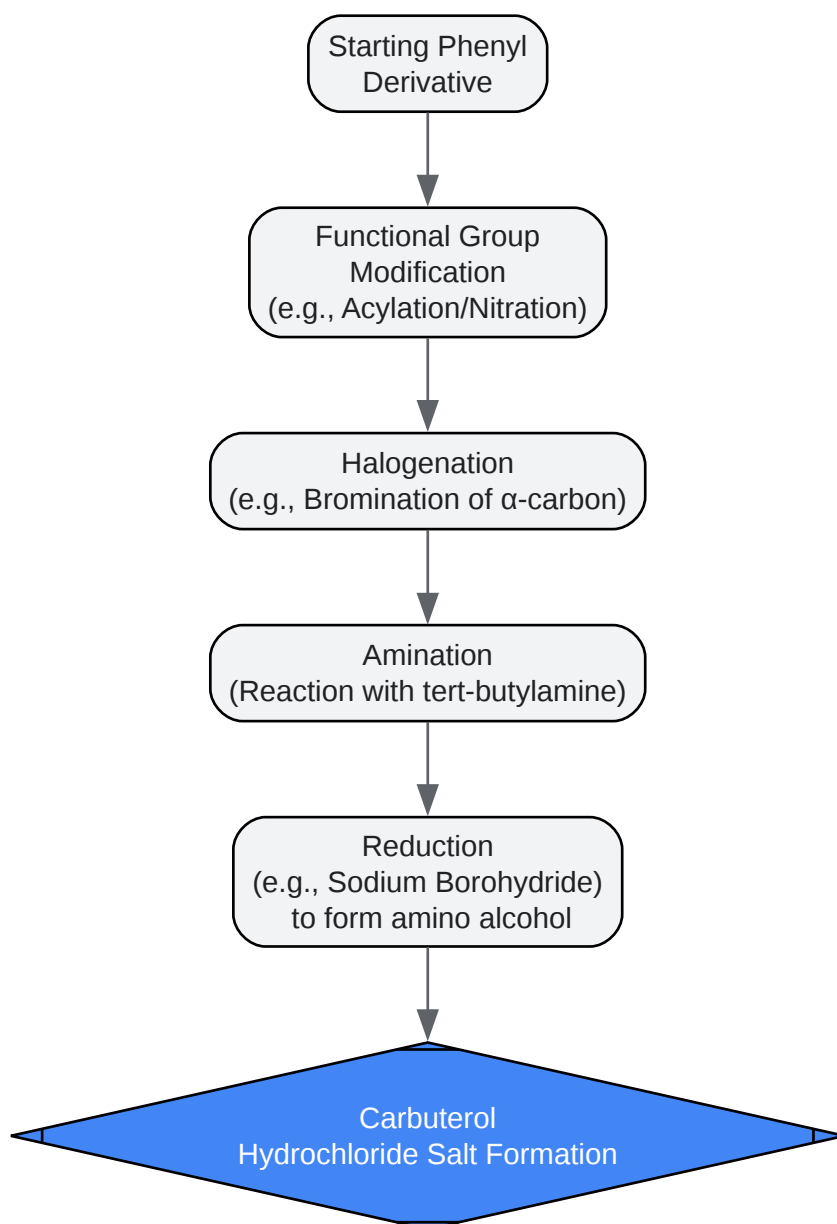 Starting Phenyl
Derivative
Functional Group
Modification
(e.g., Acylation/Nitration)
Halogenation
(e.g., Bromination of α-carbon)
Amination
(Reaction with tert-butylamine)
Reduction
(e.g., Sodium Borohydride)
to form amino alcohol
Carbuterol
Hydrochloride Salt Formation